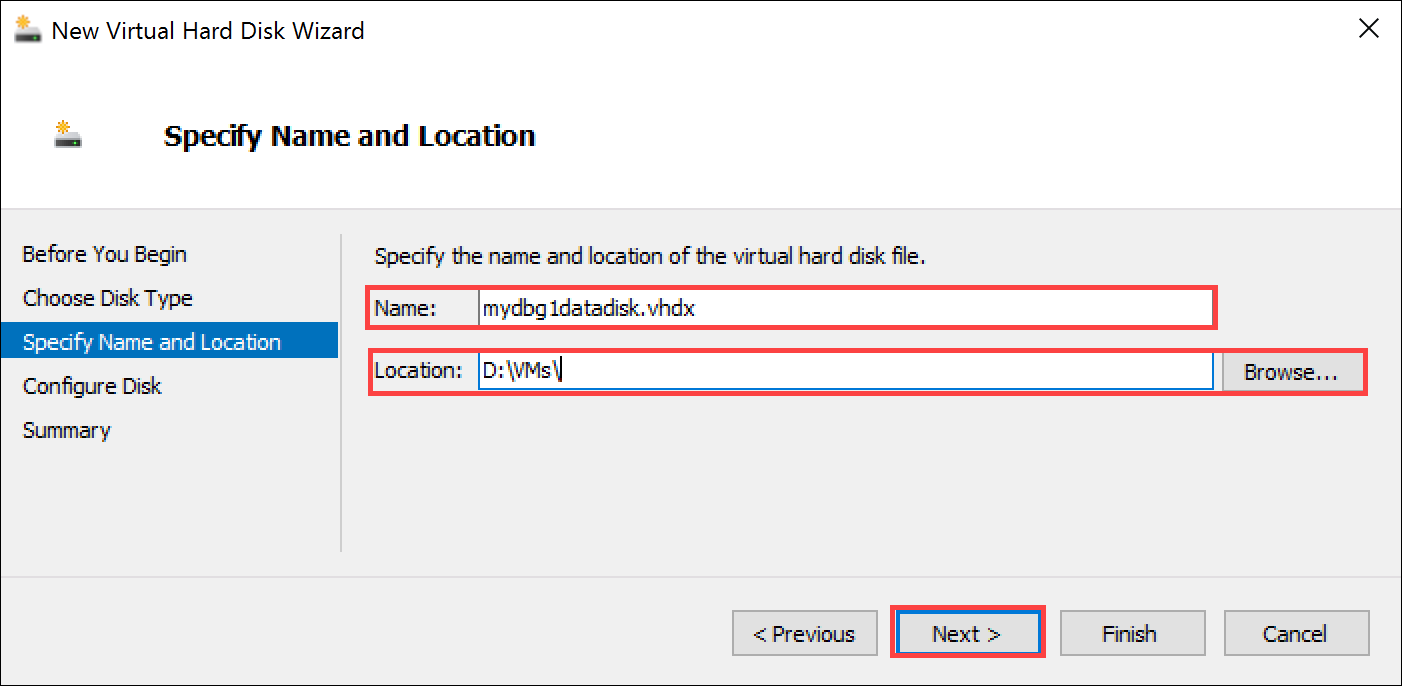 New Virtual Hard Disk Wizard
Specify Name and Location
Before You Begin
Choose Disk Type
Specify Name and Location
Configure Disk
Summary
Specify the name and location of the virtual hard disk file.
Name: mydbg1datadisk.vhdx
Location: D:\VMs\ Browse...
< Previous Next > Finish Cancel